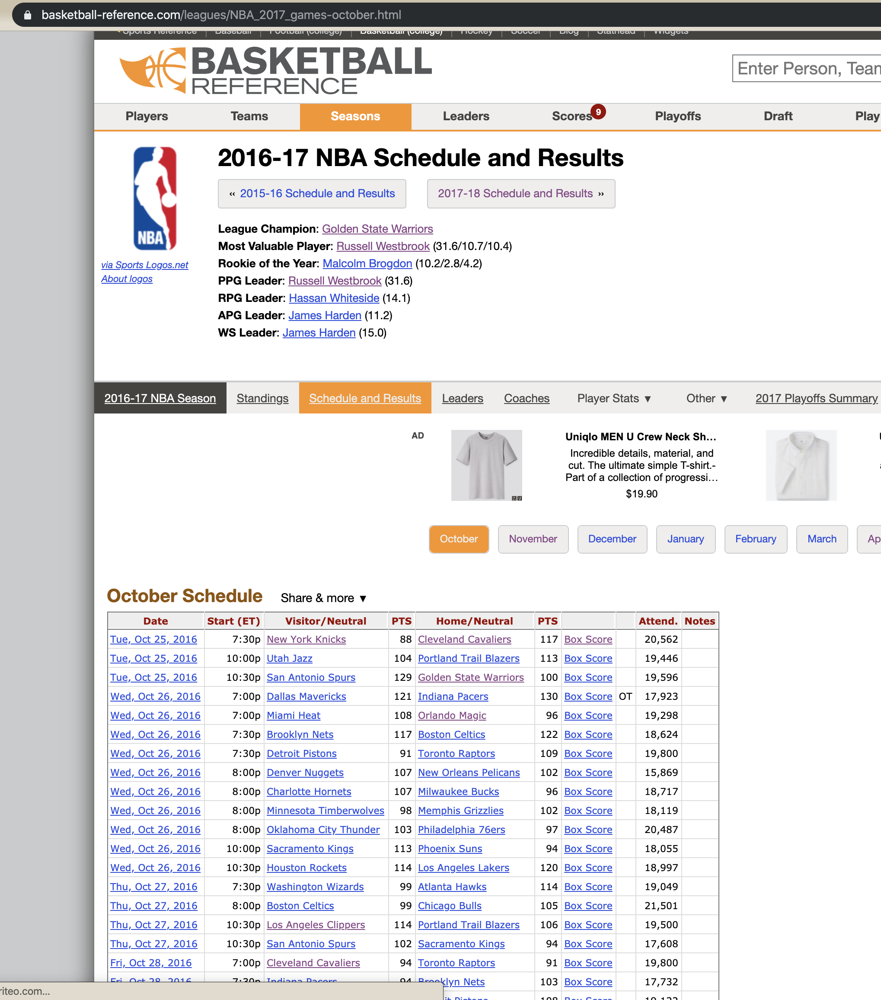 basketball-reference.com/leagues/NBA_2017_games-october.html
Sports Reference Baseball Football (college) Basketball (college) Hockey Soccer Blog Stathead Widgets
BASKETBALL
REFERENCE
Enter Person, Team
Players Teams Seasons Leaders Scores 9 Playoffs Draft Play
2016-17 NBA Schedule and Results
« 2015-16 Schedule and Results 2017-18 Schedule and Results »
NBA
via Sports Logos.net
About logos
League Champion: Golden State Warriors
Most Valuable Player: Russell Westbrook (31.6/10.7/10.4)
Rookie of the Year: Malcolm Brogdon (10.2/2.8/4.2)
PPG Leader: Russell Westbrook (31.6)
RPG Leader: Hassan Whiteside (14.1)
APG Leader: James Harden (11.2)
WS Leader: James Harden (15.0)
2016-17 NBA Season Standings Schedule and Results Leaders Coaches Player Stats ▼ Other ▼ 2017 Playoffs Summary
AD
Uniqlo MEN U Crew Neck Sh...
Incredible details, material, and
cut. The ultimate simple T-shirt.-
Part of a collection of progressi...
$19.90
October November December January February March Ap
October Schedule Share & more ▼
Date Start (ET) Visitor/Neutral PTS Home/Neutral PTS Attend. Notes
Tue, Oct 25, 2016 7:30p New York Knicks 88 Cleveland Cavaliers 117 Box Score 20,562
Tue, Oct 25, 2016 10:00p Utah Jazz 104 Portland Trail Blazers 113 Box Score 19,446
Tue, Oct 25, 2016 10:30p San Antonio Spurs 129 Golden State Warriors 100 Box Score 19,596
Wed, Oct 26, 2016 7:00p Dallas Mavericks 121 Indiana Pacers 130 Box Score OT 17,923
Wed, Oct 26, 2016 7:00p Miami Heat 108 Orlando Magic 96 Box Score 19,298
Wed, Oct 26, 2016 7:30p Brooklyn Nets 117 Boston Celtics 122 Box Score 18,624
Wed, Oct 26, 2016 7:30p Detroit Pistons 91 Toronto Raptors 109 Box Score 19,800
Wed, Oct 26, 2016 8:00p Denver Nuggets 107 New Orleans Pelicans 102 Box Score 15,869
Wed, Oct 26, 2016 8:00p Charlotte Hornets 107 Milwaukee Bucks 96 Box Score 18,717
Wed, Oct 26, 2016 8:00p Minnesota Timberwolves 98 Memphis Grizzlies 102 Box Score 18,119
Wed, Oct 26, 2016 8:00p Oklahoma City Thunder 103 Philadelphia 76ers 97 Box Score 20,487
Wed, Oct 26, 2016 10:00p Sacramento Kings 113 Phoenix Suns 94 Box Score 18,055
Wed, Oct 26, 2016 10:30p Houston Rockets 114 Los Angeles Lakers 120 Box Score 18,997
Thu, Oct 27, 2016 7:30p Washington Wizards 99 Atlanta Hawks 114 Box Score 19,049
Thu, Oct 27, 2016 8:00p Boston Celtics 99 Chicago Bulls 105 Box Score 21,501
Thu, Oct 27, 2016 10:30p Los Angeles Clippers 114 Portland Trail Blazers 106 Box Score 19,500
Thu, Oct 27, 2016 10:30p San Antonio Spurs 102 Sacramento Kings 94 Box Score 17,608
Fri, Oct 28, 2016 7:00p Cleveland Cavaliers 94 Toronto Raptors 91 Box Score 19,800
Fri, Oct 28, 2016 7:30p Indiana Pacers 94 Brooklyn Nets 103 Box Score 17,732
riteo.com...